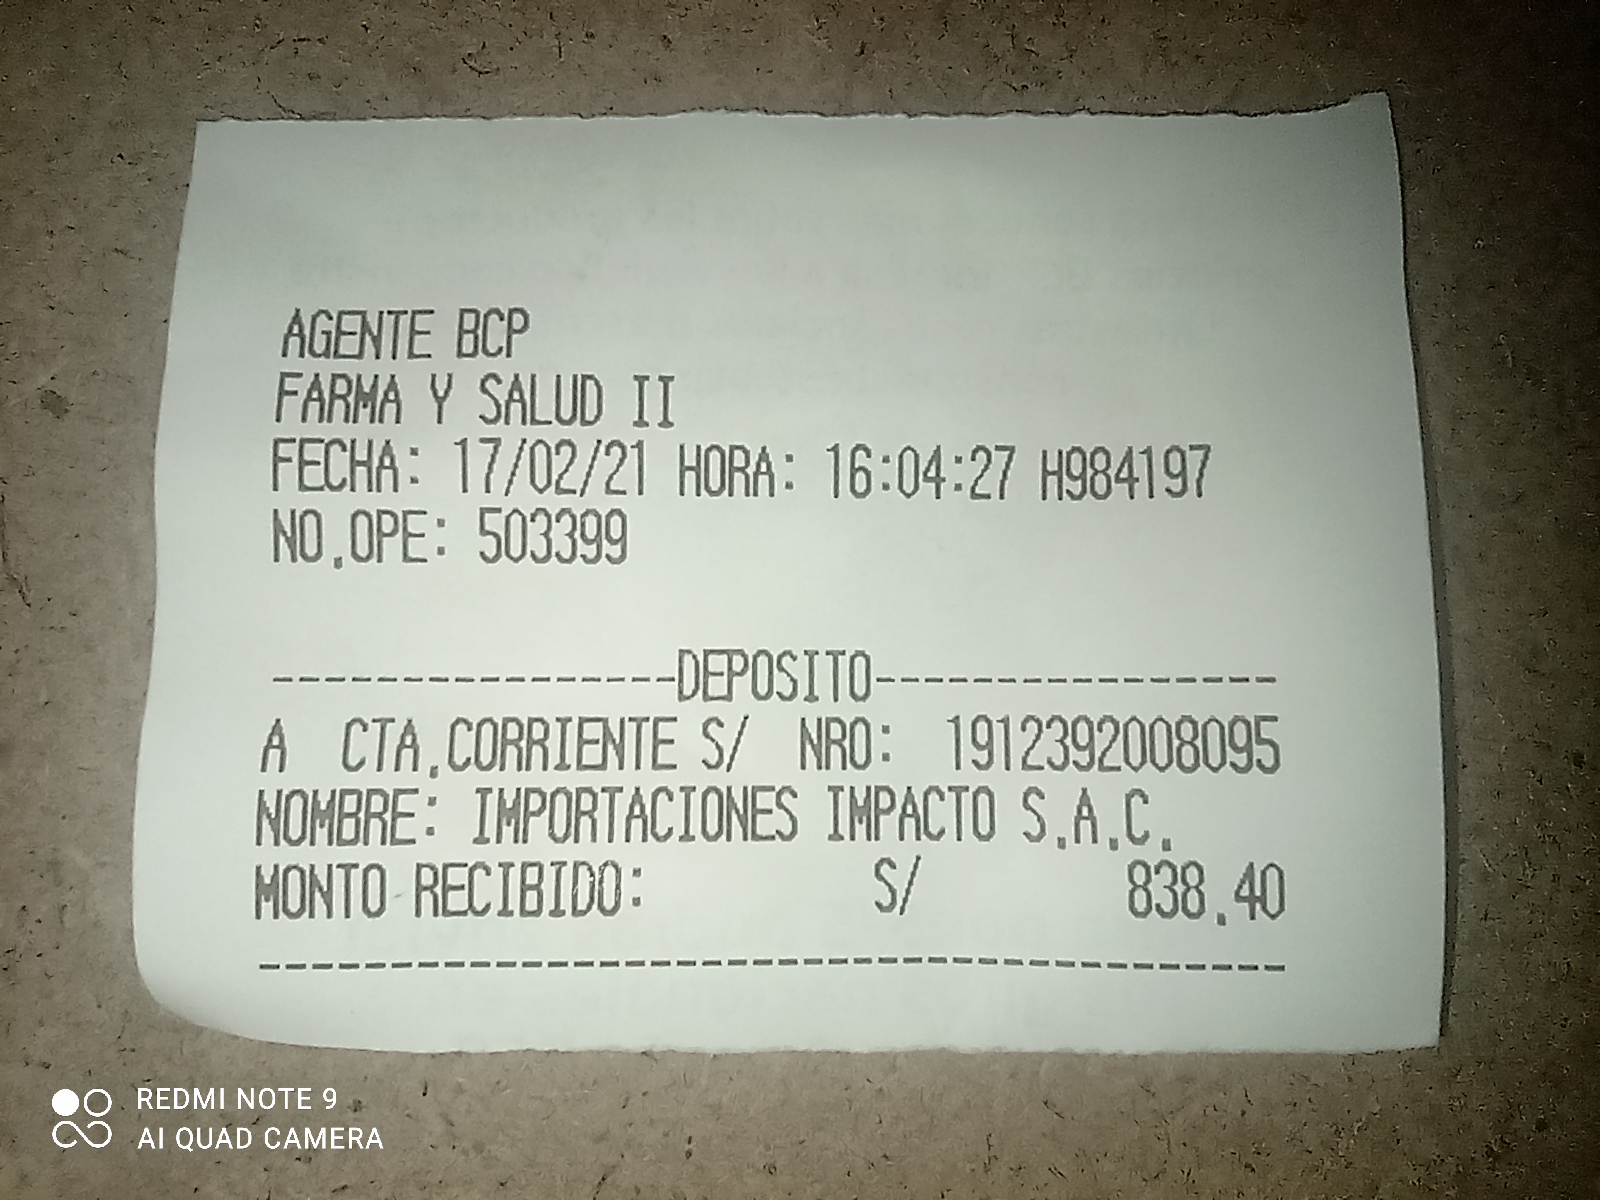 AGENTE BCP
FARMA Y SALUD II
FECHA: 17/02/21 HORA: 16:04:27 H984197
NO.OPE: 503399
----------------DEPOSITO----------------
A CTA.CORRIENTE S/ NRO: 1912392008095
NOMBRE: IMPORTACIONES IMPACTO S.A.C.
MONTO RECIBIDO: S/ 838.40
----------------------------------------
REDMI NOTE 9
AI QUAD CAMERA